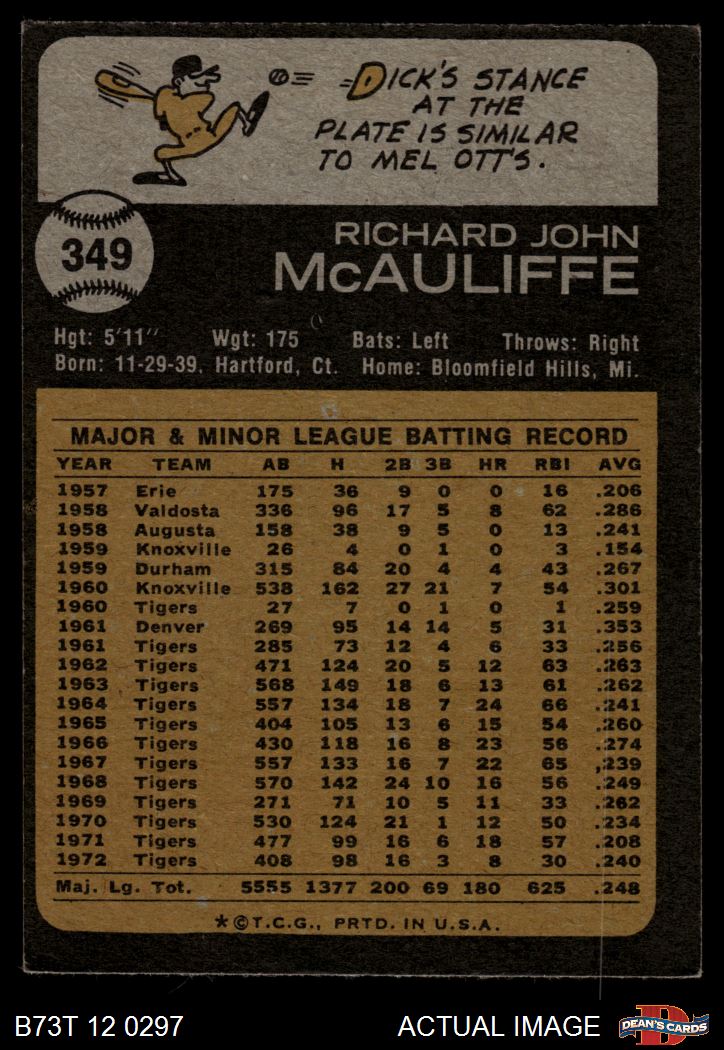 DICK'S STANCE
AT THE
PLATE IS SIMILAR
TO MEL OTT'S.
349
RICHARD JOHN
McAULIFFE
Hgt: 5'11" Wgt: 175 Bats: Left Throws: Right
Born: 11-29-39, Hartford, Ct. Home: Bloomfield Hills, Mi.
MAJOR & MINOR LEAGUE BATTING RECORD
YEAR TEAM AB H 2B 3B HR RBI AVG
1957 Erie 175 36 9 0 0 16 .206
1958 Valdosta 336 96 17 5 8 62 .286
1958 Augusta 158 38 9 5 0 13 .241
1959 Knoxville 26 4 0 1 0 3 .154
1959 Durham 315 84 20 4 4 43 .267
1960 Knoxville 538 162 27 21 7 54 .301
1960 Tigers 27 7 0 1 0 1 .259
1961 Denver 269 95 14 14 5 31 .353
1961 Tigers 285 73 12 4 6 33 .256
1962 Tigers 471 124 20 5 12 63 .263
1963 Tigers 568 149 18 6 13 61 .262
1964 Tigers 557 134 18 7 24 66 .241
1965 Tigers 404 105 13 6 15 54 .260
1966 Tigers 430 118 16 8 23 56 .274
1967 Tigers 557 133 16 7 22 65 ,239
1968 Tigers 570 142 24 10 16 56 .249
1969 Tigers 271 71 10 5 11 33 .262
1970 Tigers 530 124 21 1 12 50 .234
1971 Tigers 477 99 16 6 18 57 .208
1972 Tigers 408 98 16 3 8 30 .240
Maj. Lg. Tot. 5555 1377 200 69 180 625 .248
*©T.C.G., PRTD. IN U.S.A.
B73T 12 0297 ACTUAL IMAGE D DEAN'S CARDS